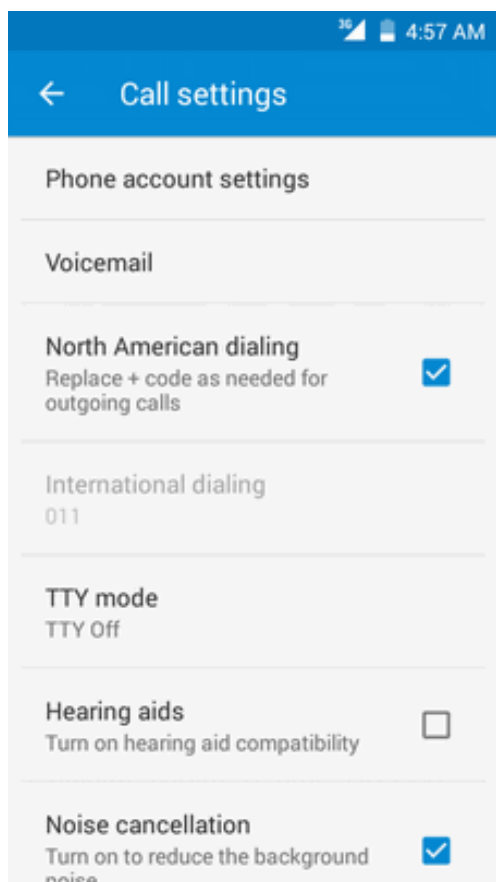 3G 4:57 AM
Call settings
Phone account settings
Voicemail
North American dialing
Replace + code as needed for
outgoing calls
International dialing
011
TTY mode
TTY Off
Hearing aids
Turn on hearing aid compatibility
Noise cancellation
Turn on to reduce the background
noise